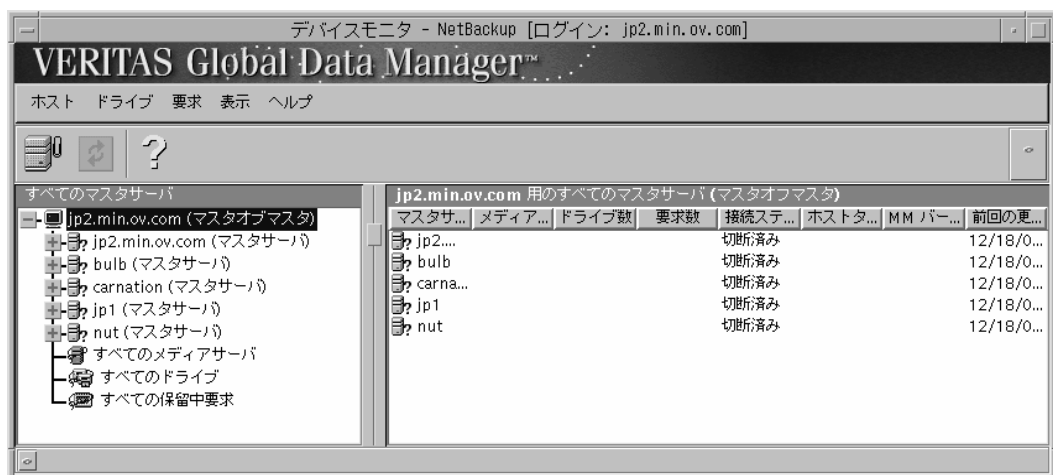 デバイスモニタ - NetBackup [ログイン: jp2.min.ov.com]
VERITAS Global Data Manager™
ホスト ドライブ 要求 表示 ヘルプ
すべてのマスタサーバ
jp2.min.ov.com (マスタオブマスタ)
jp2.min.ov.com (マスタサーバ)
bulb (マスタサーバ)
carnation (マスタサーバ)
jp1 (マスタサーバ)
nut (マスタサーバ)
すべてのメディアサーバ
すべてのドライブ
すべての保留中要求
jp2.min.ov.com 用のすべてのマスタサーバ (マスタオブマスタ)
マスタサ... メディア... ドライブ数 要求数 接続ステ... ホストタ... MM バー... 前回の更...
jp2.... 切断済み 12/18/0...
bulb 切断済み 12/18/0...
carna... 切断済み 12/18/0...
jp1 切断済み 12/18/0...
nut 切断済み 12/18/0...